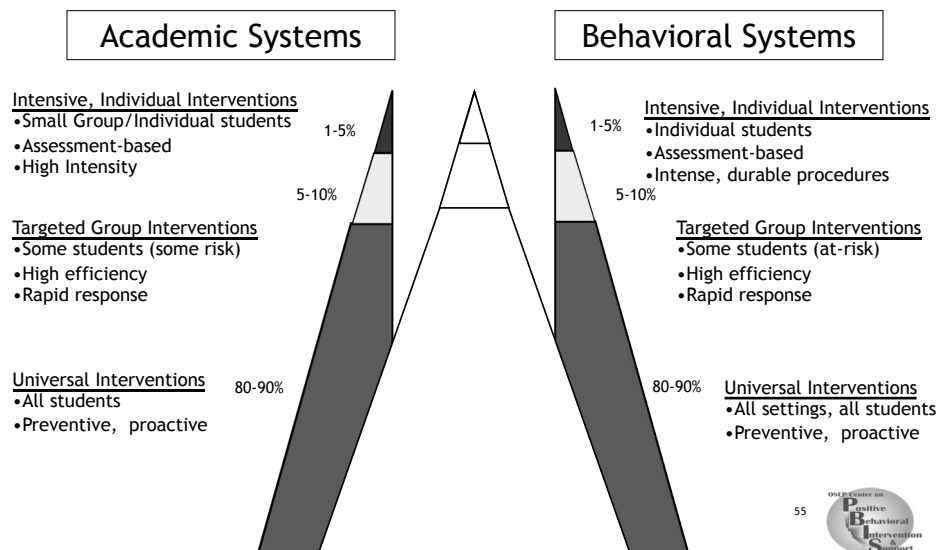 Academic Systems
Behavioral Systems
Intensive, Individual Interventions
•Small Group/Individual students
•Assessment-based
•High Intensity
1-5%
1-5%
Intensive, Individual Interventions
•Individual students
•Assessment-based
•Intense, durable procedures
5-10%
5-10%
Targeted Group Interventions
•Some students (some risk)
•High efficiency
•Rapid response
Targeted Group Interventions
•Some students (at-risk)
•High efficiency
•Rapid response
Universal Interventions
•All students
•Preventive, proactive
80-90%
80-90%
Universal Interventions
•All settings, all students
•Preventive, proactive
55
OSEP Center on
Positive
Behavioral
Intervention
&
Support